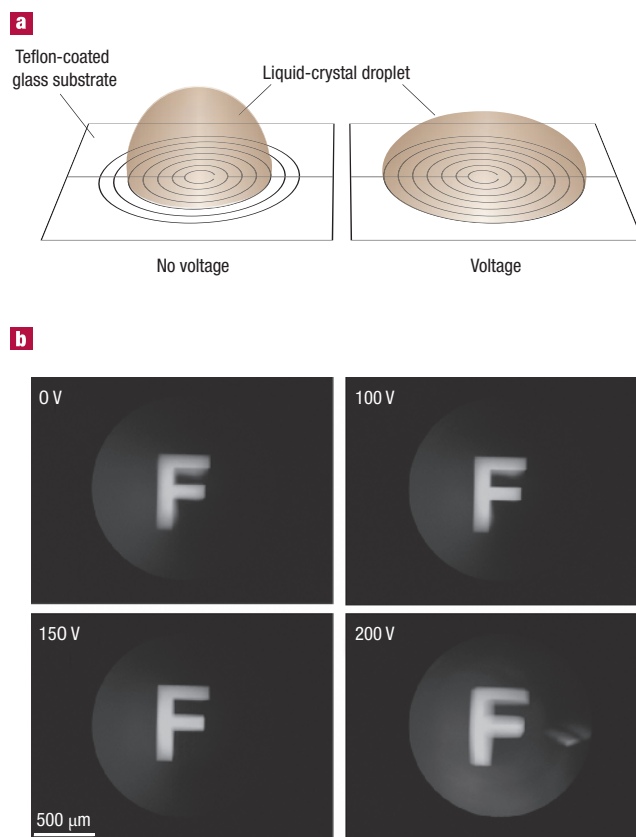 a
Teflon-coated
glass substrate
Liquid-crystal droplet
No voltage
Voltage
b
0 V
100 V
F
F
150 V
200 V
F
F
500 μm